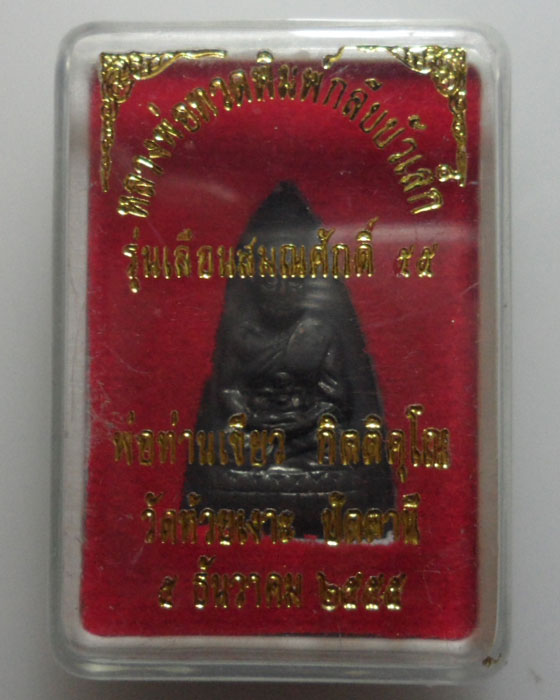 หลวงพ่อทวดพิมพ์กลีบบัวเล็ก
รุ่นเลื่อนสมณศักดิ์ ๕๕
พ่อท่านเขียว กิตติคุโณ
วัดห้วยเงาะ ปัตตานี
๕ ธันวาคม ๒๕๕๕